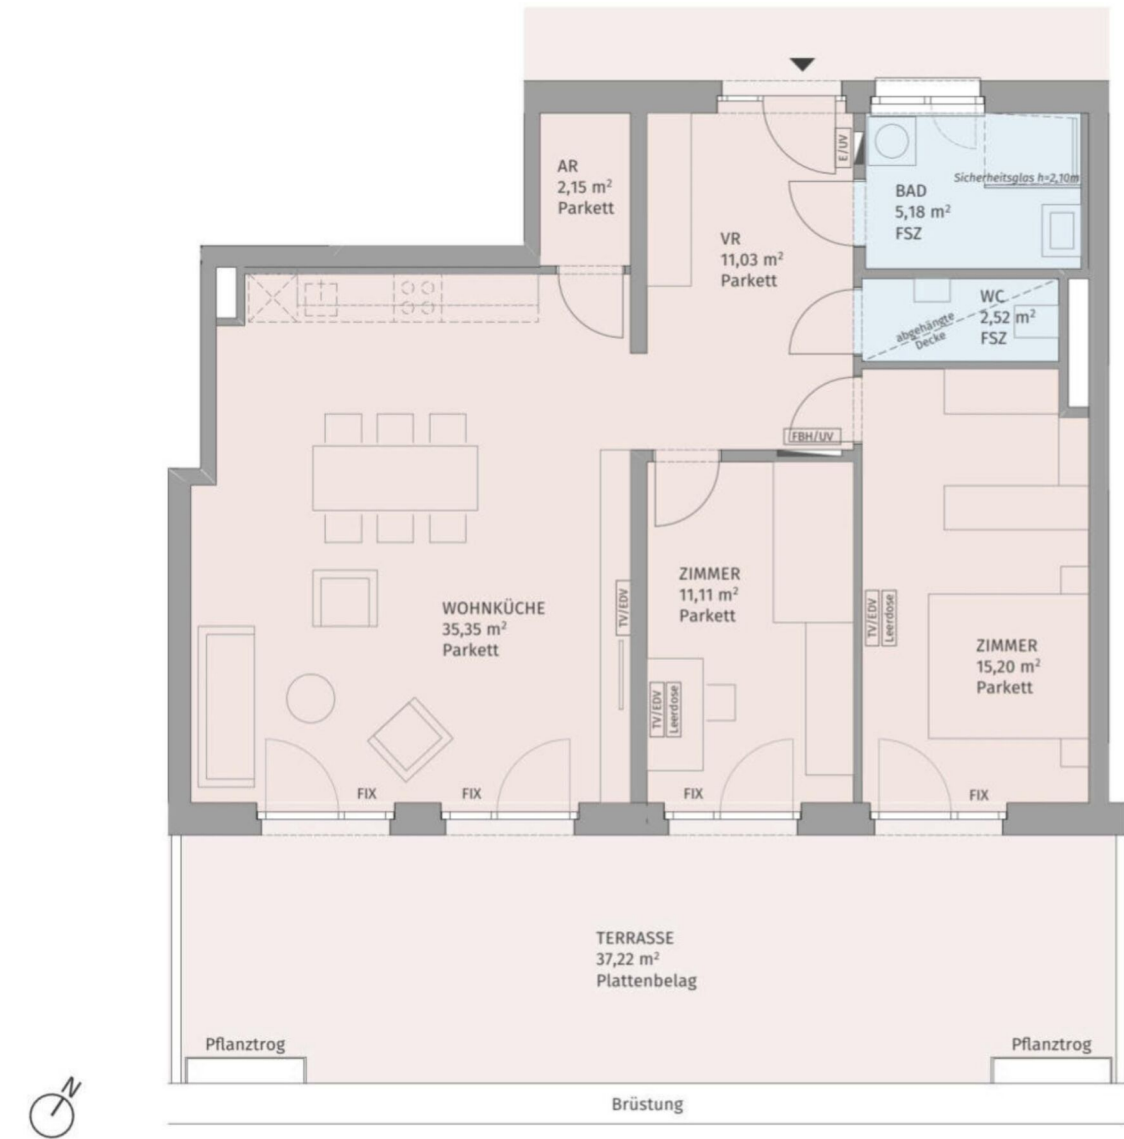 AR
2,15 m²
Parkett
E/UV
BAD
5,18 m²
FSZ
Sicherheitsglas h=2,10m
VR
11,03 m²
Parkett
WC
2,52 m²
FSZ
abgehängte
Decke
FBH/UV
WOHNKÜCHE
35,35 m²
Parkett
TV/EDV
ZIMMER
11,11 m²
Parkett
TV/EDV
Leerdose
TV/EDV
Leerdose
ZIMMER
15,20 m²
Parkett
FIX
FIX
FIX
FIX
TERRASSE
37,22 m²
Plattenbelag
Pflanztrog
Pflanztrog
N
Brüstung